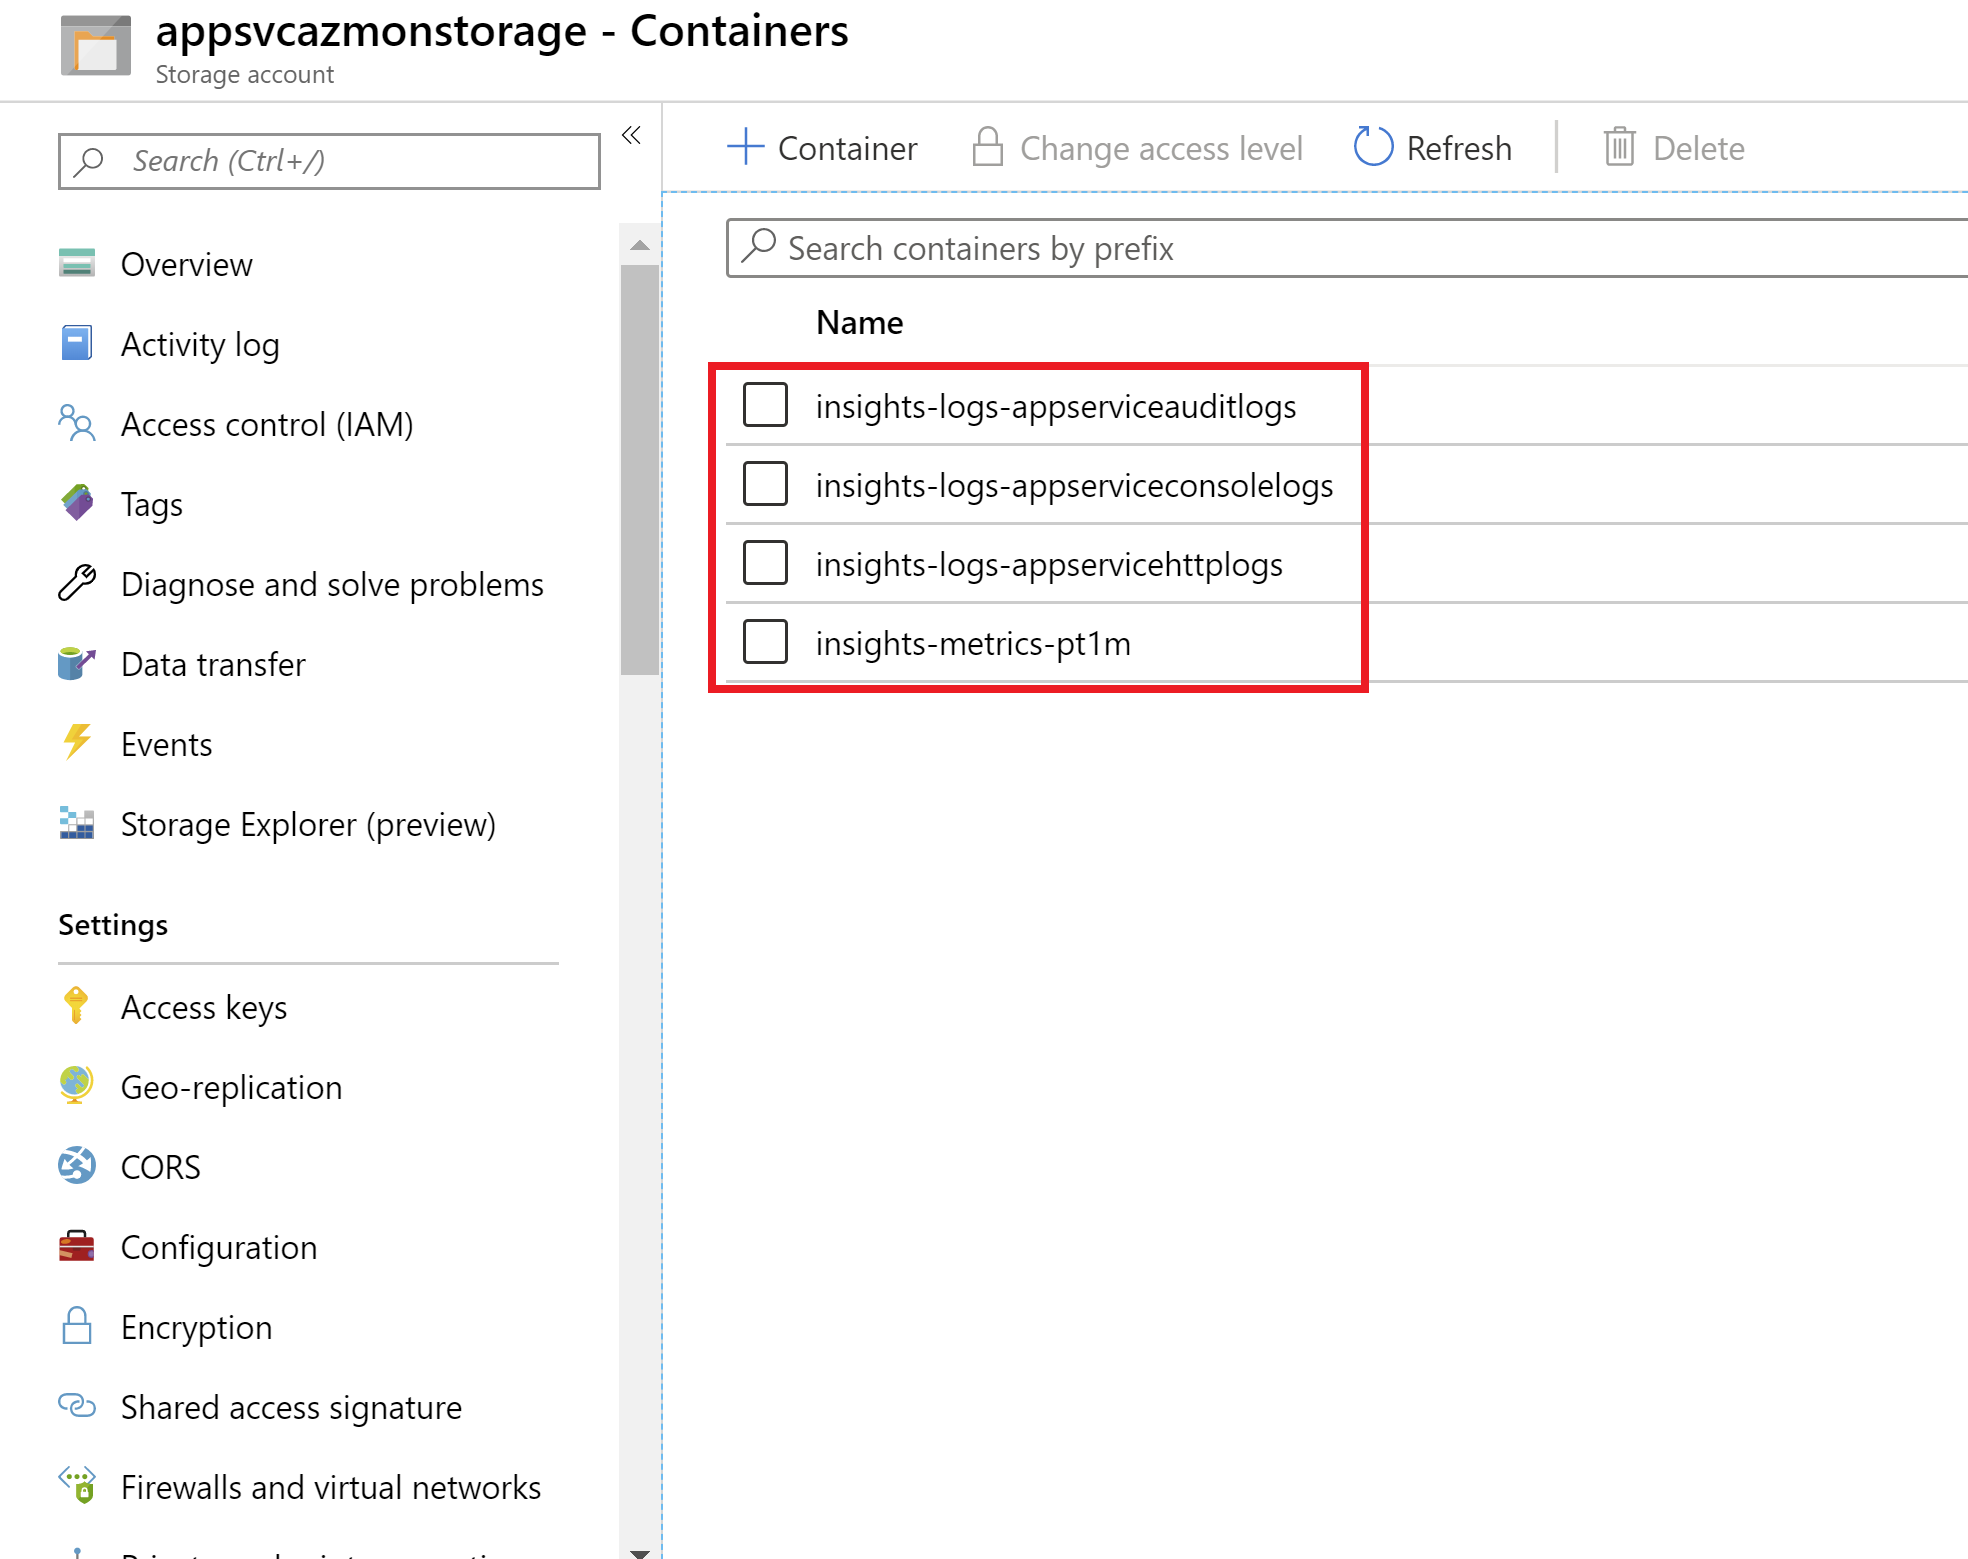 appsvcazmonstorage - Containers
Storage account
Search (Ctrl+/)
Overview
Activity log
Access control (IAM)
Tags
Diagnose and solve problems
Data transfer
Events
Storage Explorer (preview)
Settings
Access keys
Geo-replication
CORS
Configuration
Encryption
Shared access signature
Firewalls and virtual networks
Container
Change access level
Refresh
Delete
Search containers by prefix
Name
insights-logs-appserviceauditlogs
insights-logs-appserviceconsolelogs
insights-logs-appservicehttplogs
insights-metrics-pt1m